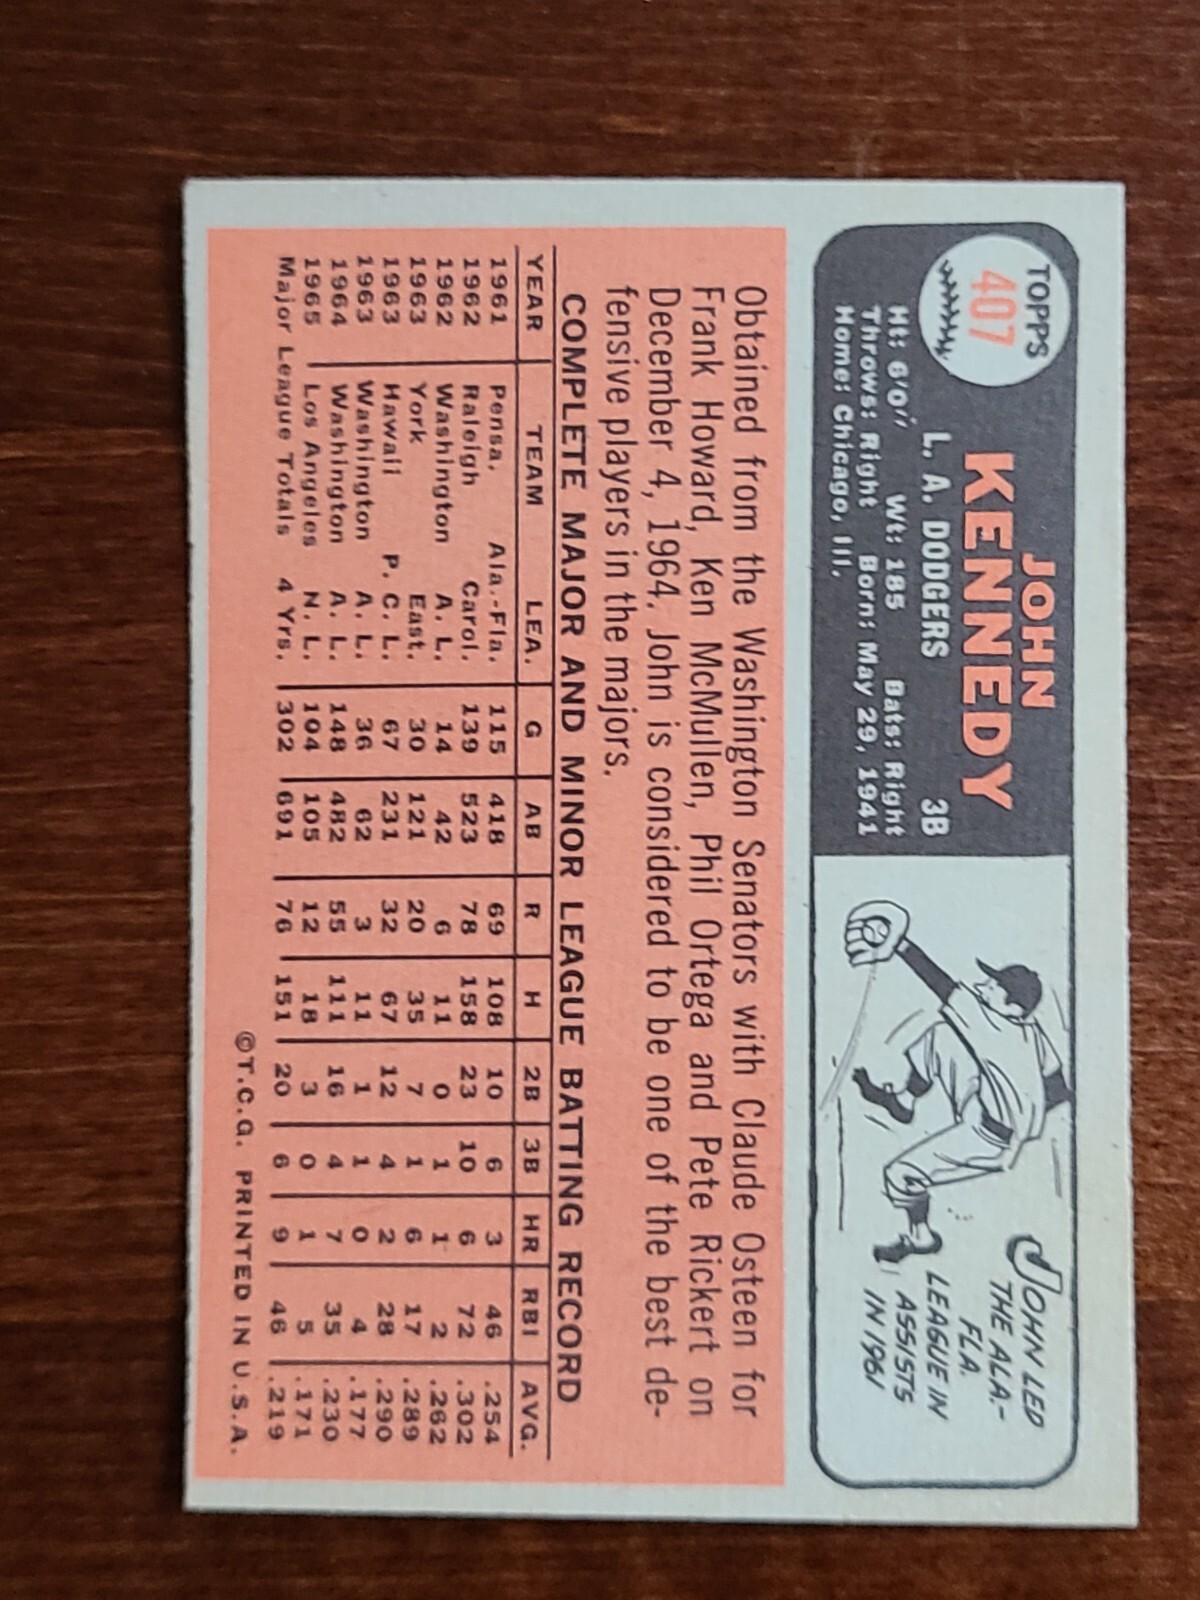 TOPPS
407
JOHN
KENNEDY
L. A. DODGERS 3B
Ht: 6'0" Wt: 185 Bats: Right
Throws: Right Born: May 29, 1941
Home: Chicago, Ill.
JOHN LED
THE ALA.-
FLA.
LEAGUE IN
ASSISTS
IN 1961
Obtained from the Washington Senators with Claude Osteen for
Frank Howard, Ken McMullen, Phil Ortega and Pete Rickert on
December 4, 1964. John is considered to be one of the best de-
fensive players in the majors.
COMPLETE MAJOR AND MINOR LEAGUE BATTING RECORD
YEAR TEAM LEA. G AB R H 2B 3B HR RBI AVG.
1961 Pensa. Ala.-Fla. 115 418 69 108 10 6 3 46 .254
1962 Raleigh Carol. 139 523 78 158 23 10 6 72 .302
1962 Washington A. L. 14 42 6 11 0 1 1 2 .262
1963 York East. 30 121 20 35 7 1 6 17 .289
1963 Hawaii P. C. L. 67 231 32 67 12 4 2 28 .290
1963 Washington A. L. 36 62 3 11 1 1 0 4 .177
1964 Washington A. L. 148 482 55 111 16 4 7 35 .230
1965 Los Angeles N. L. 104 105 12 18 3 0 1 5 .171
Major League Totals 4 Yrs. 302 691 76 151 20 6 9 46 .219
©T.C.G. PRINTED IN U.S.A.